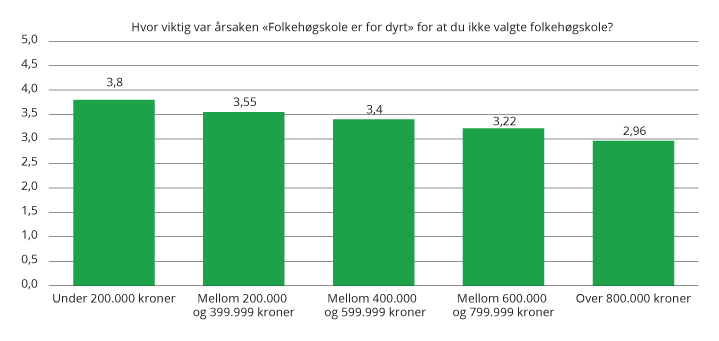 Hvor viktig var årsaken «Folkehøgskole er for dyrt» for at du ikke valgte folkehøgskole?
5,0
4,5
4,0
3,5
3,0
2,5
2,0
1,5
1,0
0,5
0,0
3,8
3,55
3,4
3,22
2,96
Under 200.000 kroner
Mellom 200.000
og 399.999 kroner
Mellom 400.000
og 599.999 kroner
Mellom 600.000
og 799.999 kroner
Over 800.000 kroner